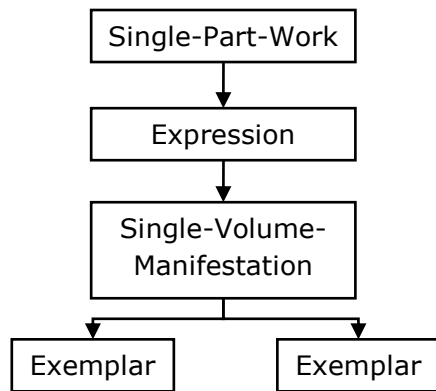 Single-Part-Work
Expression
Single-Volume-
Manifestation
Exemplar
Exemplar